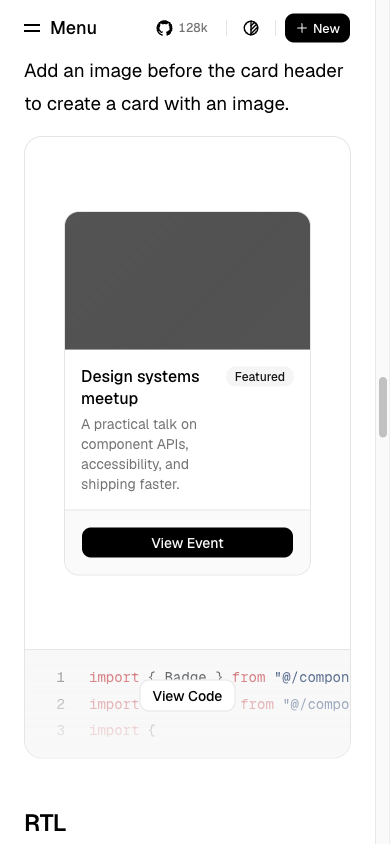 Menu 128k + New
Add an image before the card header
to create a card with an image.
Design systems
meetup
Featured
A practical talk on
component APIs,
accessibility, and
shipping faster.
View Event
1 import { Badge } from "@/compon
2 import from "@/compo
View Code
3 import {
RTL